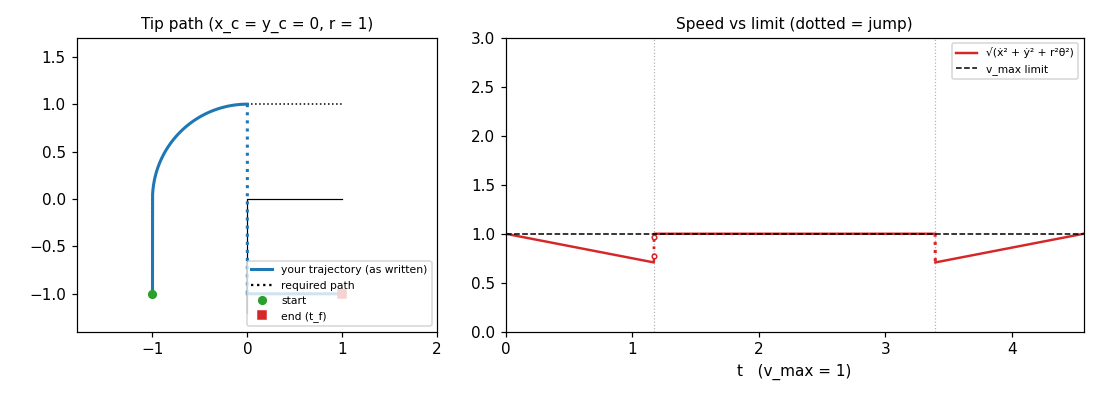 Tip path (x_c = y_c = 0, r = 1)
1.5
1.0
0.5
0.0
−0.5
−1.0
−1
0
1
2
your trajectory (as written)
required path
start
end (t_f)
Speed vs limit (dotted = jump)
3.0
2.5
2.0
1.5
1.0
0.5
0.0
0
1
2
3
4
√(ẋ² + ẏ² + r²θ̇²)
v_max limit
t (v_max = 1)